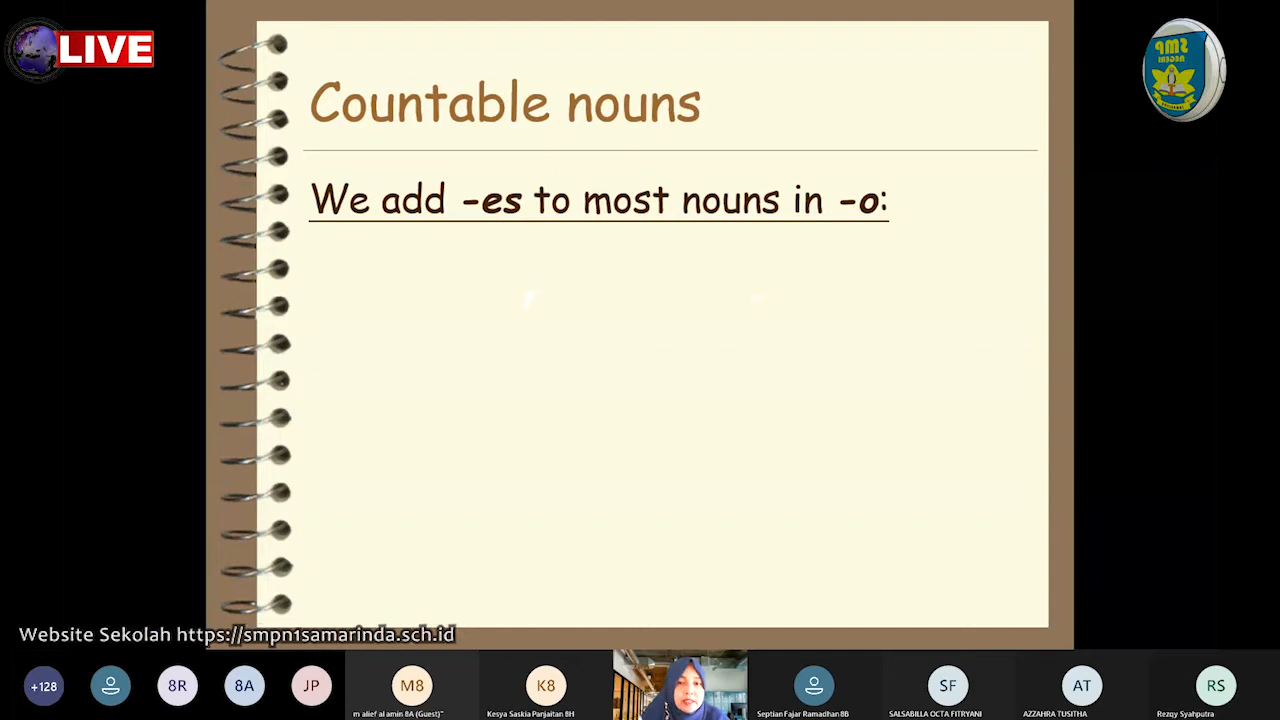 LIVE
SMP
NEGERI
Countable nouns
We add -es to most nouns in -o:
Website Sekolah https://smpn1samarinda.sch.id
+128
8R
8A
JP
M8
K8
SF
AT
RS
m alief al amin 8A (Guest)"
Kesya Saskia Panjaitan 8H
Septian Fajar Ramadhan 8B
SALSABILLA OCTA FITRYANI
AZZAHRA TUSITHA
Rezqy Syahputra